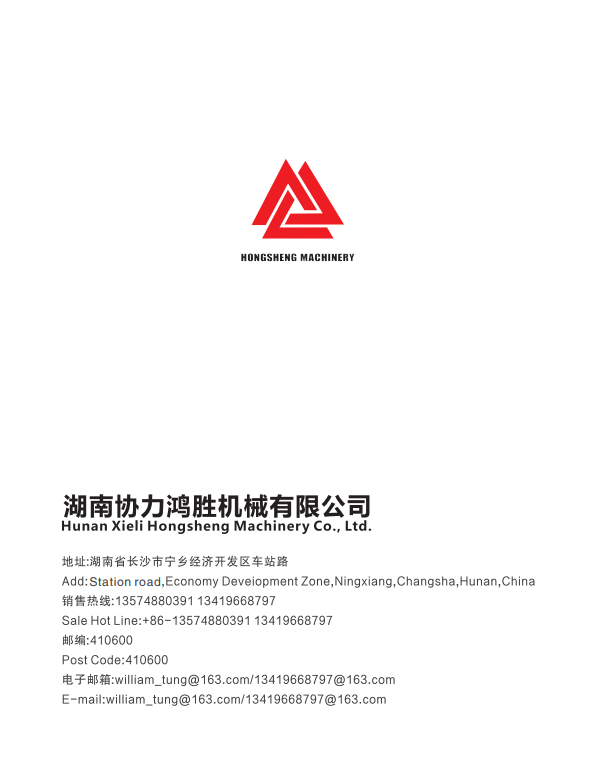 HONGSHENG MACHINERY
湖南协力鸿胜机械有限公司
Hunan Xieli Hongsheng Machinery Co., Ltd.
地址:湖南省长沙市宁乡经济开发区车站路
Add:Station road,Economy Deveiopment Zone,Ningxiang,Changsha,Hunan,China
销售热线:13574880391 13419668797
Sale Hot Line:+86-13574880391 13419668797
邮编:410600
Post Code:410600
电子邮箱:william_tung@163.com/13419668797@163.com
E-mail:william_tung@163.com/13419668797@163.com